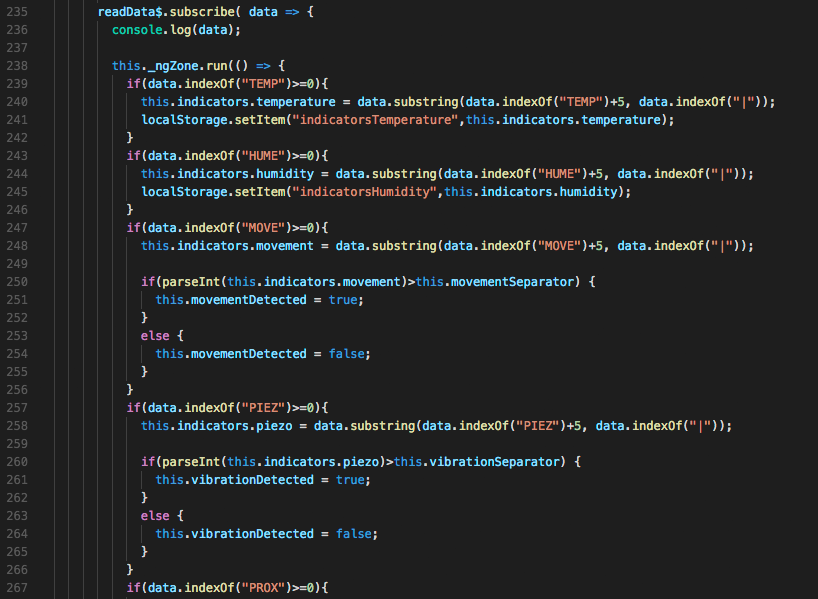 235 readData$.subscribe( data => {
236 console.log(data);
237
238 this._ngZone.run(() => {
239 if(data.indexOf("TEMP")>=0){
240 this.indicators.temperature = data.substring(data.indexOf("TEMP")+5, data.indexOf("|"));
241 localStorage.setItem("indicatorsTemperature",this.indicators.temperature);
242 }
243 if(data.indexOf("HUME")>=0){
244 this.indicators.humidity = data.substring(data.indexOf("HUME")+5, data.indexOf("|"));
245 localStorage.setItem("indicatorsHumidity",this.indicators.humidity);
246 }
247 if(data.indexOf("MOVE")>=0){
248 this.indicators.movement = data.substring(data.indexOf("MOVE")+5, data.indexOf("|"));
249
250 if(parseInt(this.indicators.movement)>this.movementSeparator) {
251 this.movementDetected = true;
252 }
253 else {
254 this.movementDetected = false;
255 }
256 }
257 if(data.indexOf("PIEZ")>=0){
258 this.indicators.piezo = data.substring(data.indexOf("PIEZ")+5, data.indexOf("|"));
259
260 if(parseInt(this.indicators.piezo)>this.vibrationSeparator) {
261 this.vibrationDetected = true;
262 }
263 else {
264 this.vibrationDetected = false;
265 }
266 }
267 if(data.indexOf("PROX")>=0){